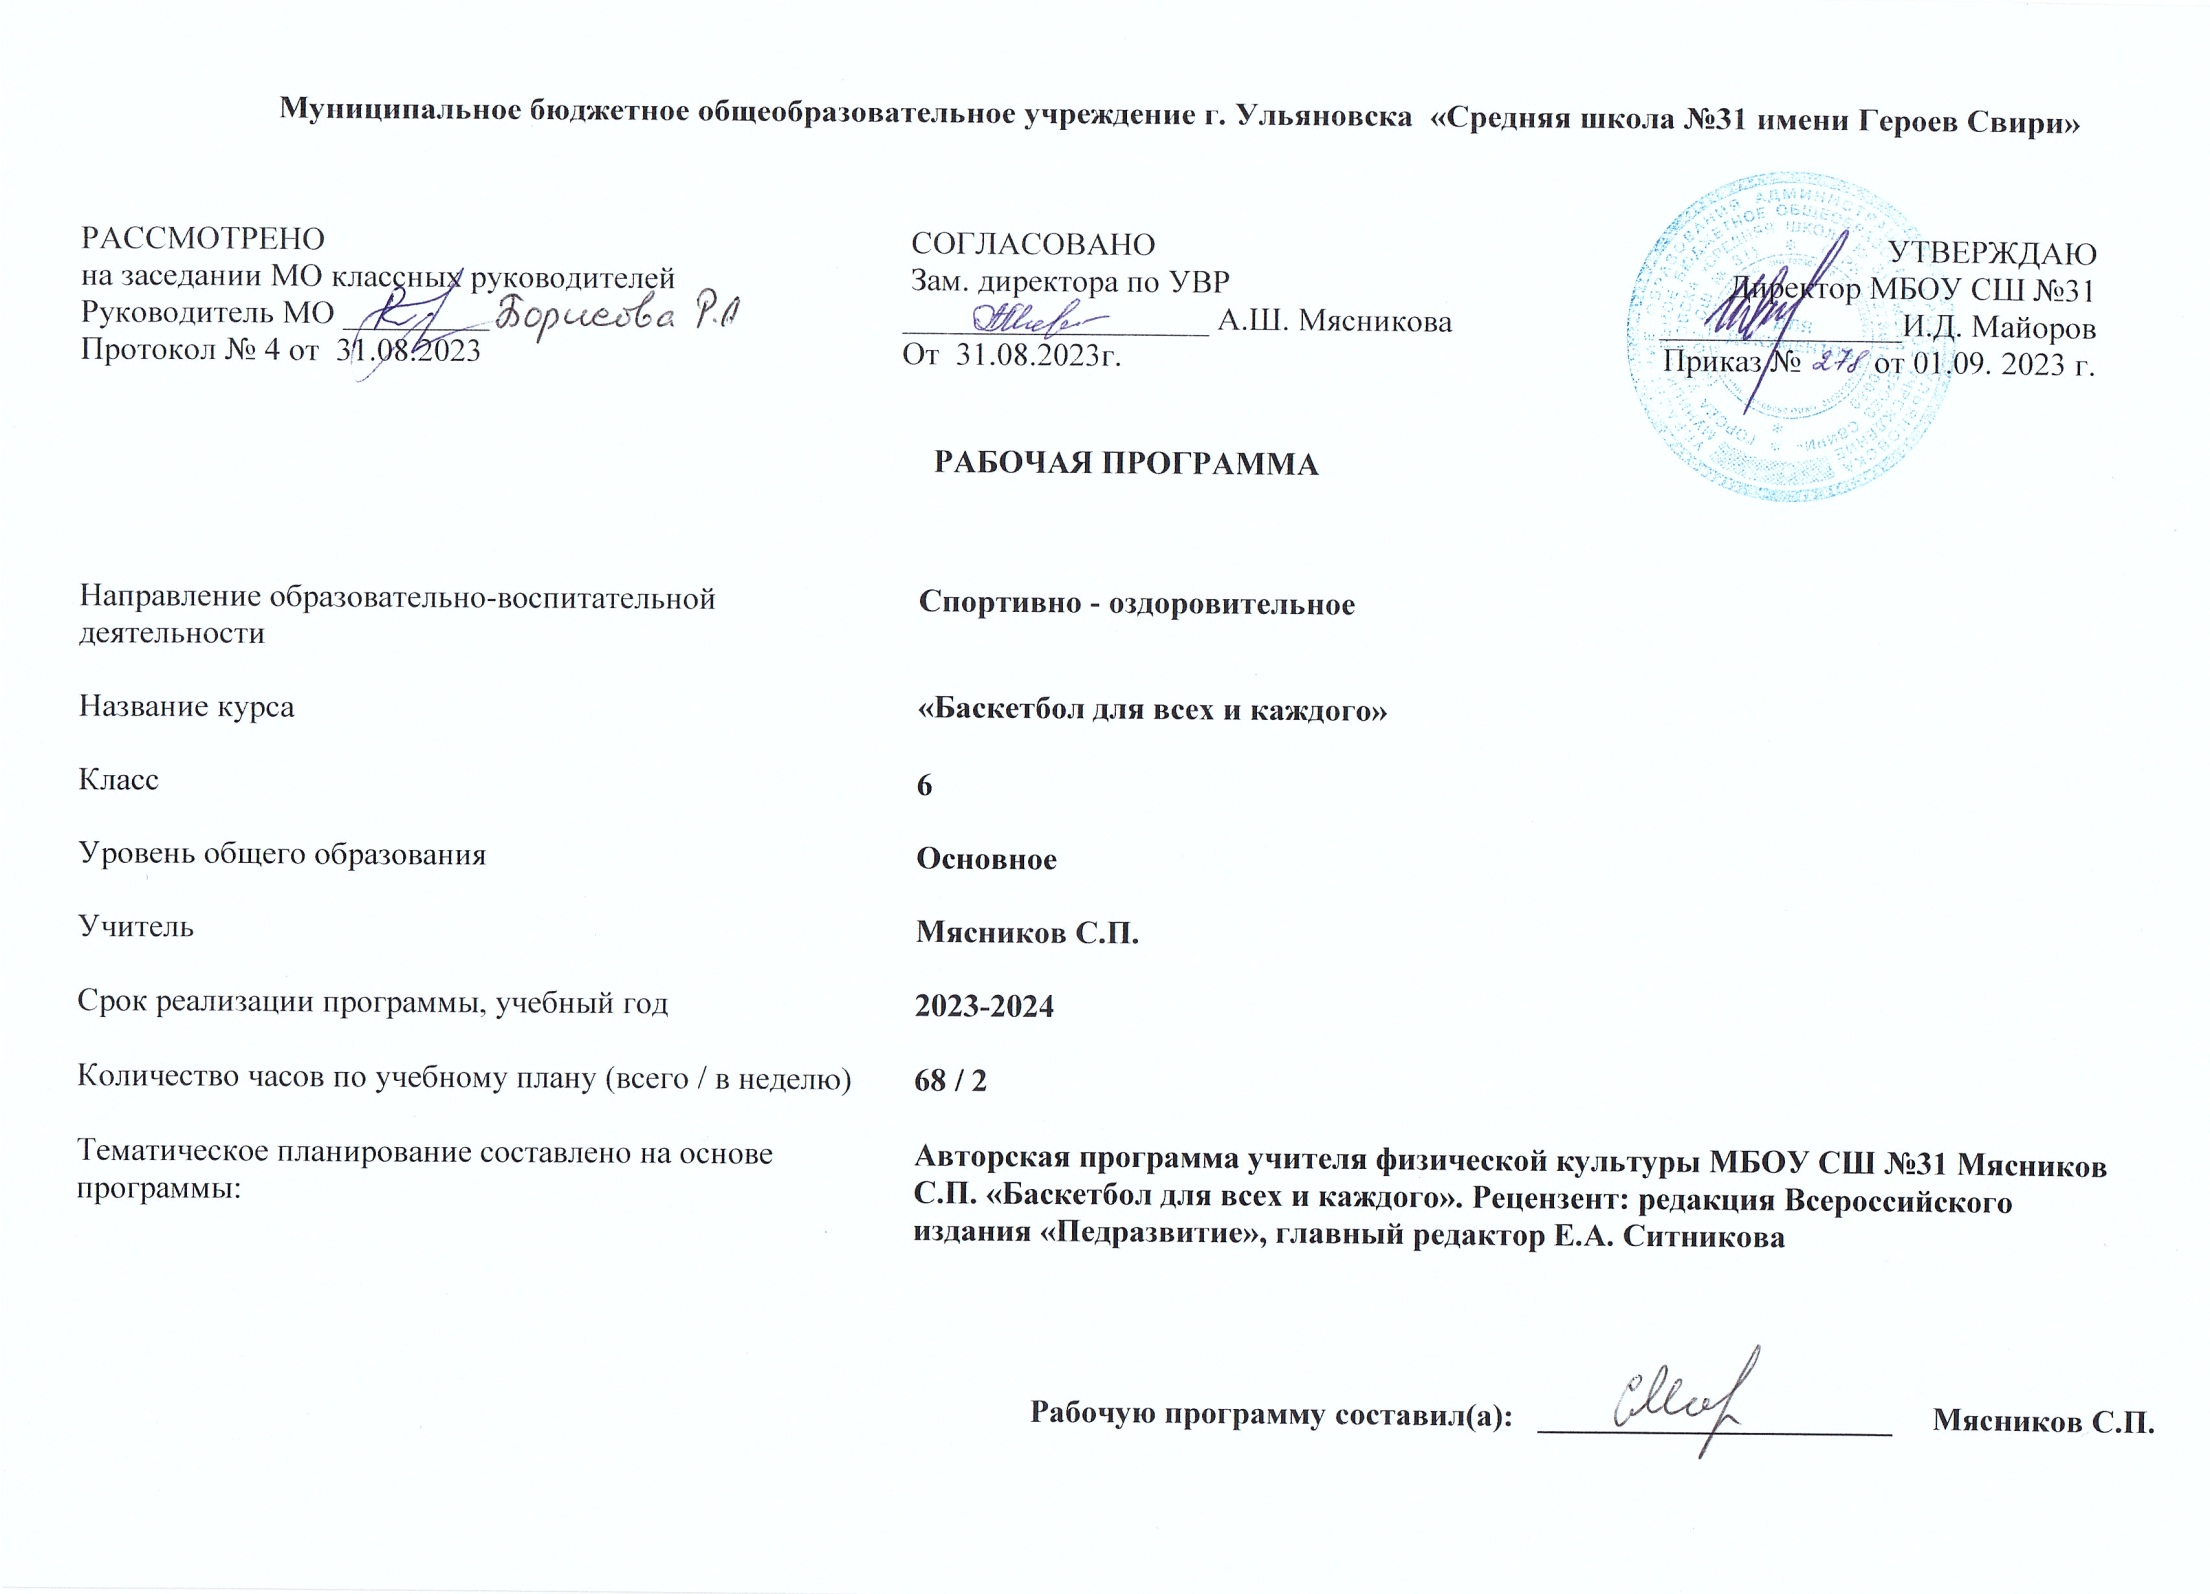 Муниципальное бюджетное общеобразовательное учреждение г. Ульяновска «Средняя школа №31 имени Героев Свири»
РАССМОТРЕНО
на заседании МО классных руководителей
Руководитель МО _________ Борисова Р.А
Протокол № 4 от 31.08.2023
СОГЛАСОВАНО
Зам. директора по УВР
___________________ А.Ш. Мясникова
От 31.08.2023г.
УТВЕРЖДАЮ
Директор МБОУ СШ №31
_______________И.Д. Майоров
Приказ № 278 от 01.09. 2023 г.
РАБОЧАЯ ПРОГРАММА
Направление образовательно-воспитательной
деятельности
Спортивно - оздоровительное
Название курса
«Баскетбол для всех и каждого»
Класс
6
Уровень общего образования
Основное
Учитель
Мясников С.П.
Срок реализации программы, учебный год
2023-2024
Количество часов по учебному плану (всего / в неделю)
68 / 2
Тематическое планирование составлено на основе
программы:
Авторская программа учителя физической культуры МБОУ СШ №31 Мясников
С.П. «Баскетбол для всех и каждого». Рецензент: редакция Всероссийского
издания «Педразвитие», главный редактор Е.А. Ситникова
Рабочую программу составил(а): ______________________ Мясников С.П.